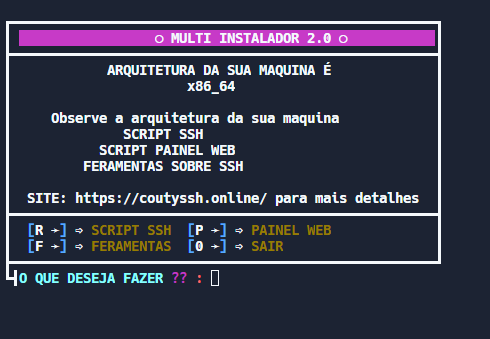 ○ MULTI INSTALADOR 2.0 ○
ARQUITETURA DA SUA MAQUINA É
x86_64
Observe a arquitetura da sua maquina
SCRIPT SSH
SCRIPT PAINEL WEB
FERAMENTAS SOBRE SSH
SITE: https://coutyssh.online/ para mais detalhes
[R ➛] ➩ SCRIPT SSH [P ➛] ➩ PAINEL WEB
[F ➛] ➩ FERAMENTAS [0 ➛] ➩ SAIR
O QUE DESEJA FAZER ?? :